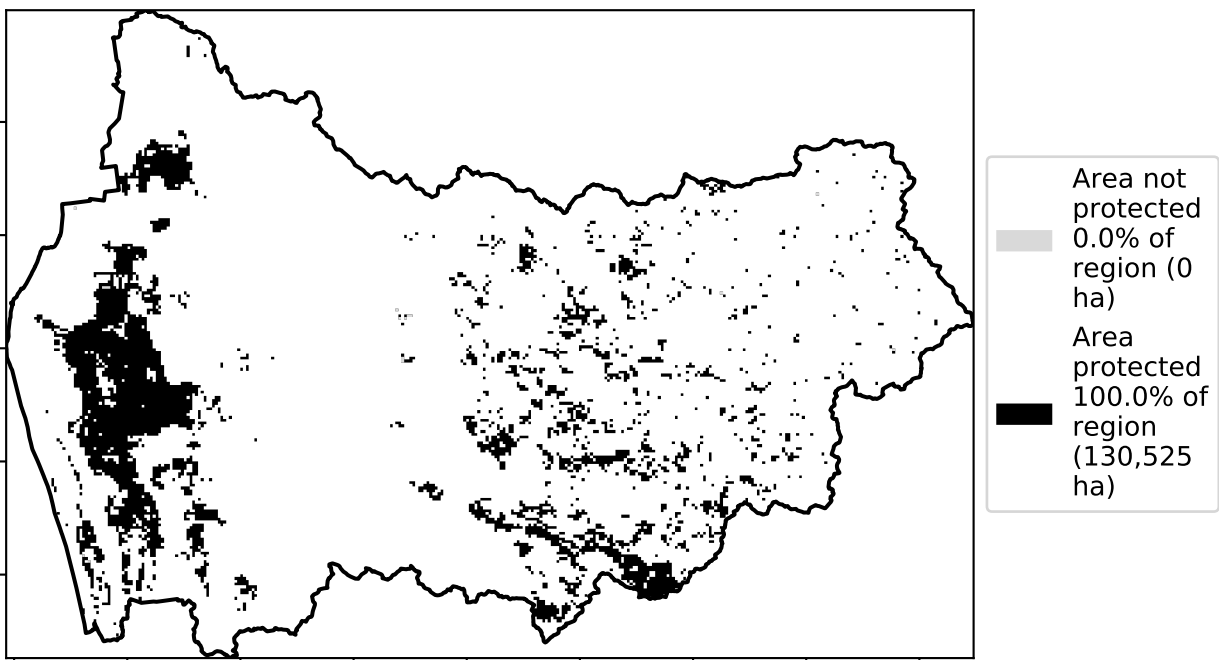 Area not
protected
0.0% of
region (0
ha)
Area
protected
100.0% of
region
(130,525
ha)